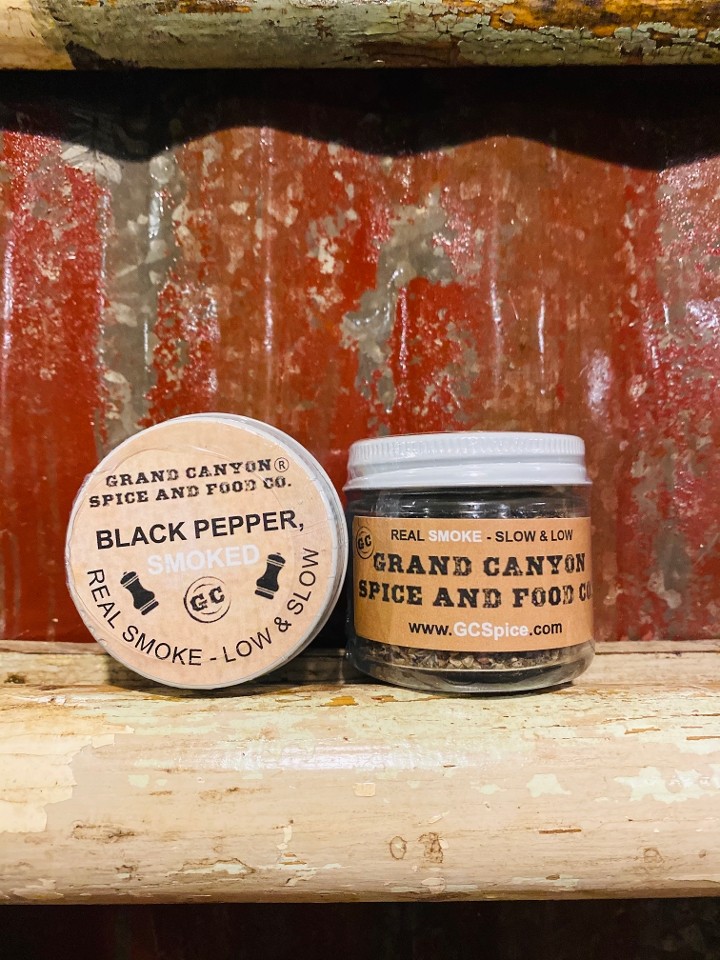 GRAND CANYON®
SPICE AND FOOD CO.
BLACK PEPPER,
SMOKED
GC
REAL SMOKE - LOW & SLOW
GC
REAL SMOKE - SLOW & LOW
GRAND CANYON
SPICE AND FOOD CO
www.GCSpice.com